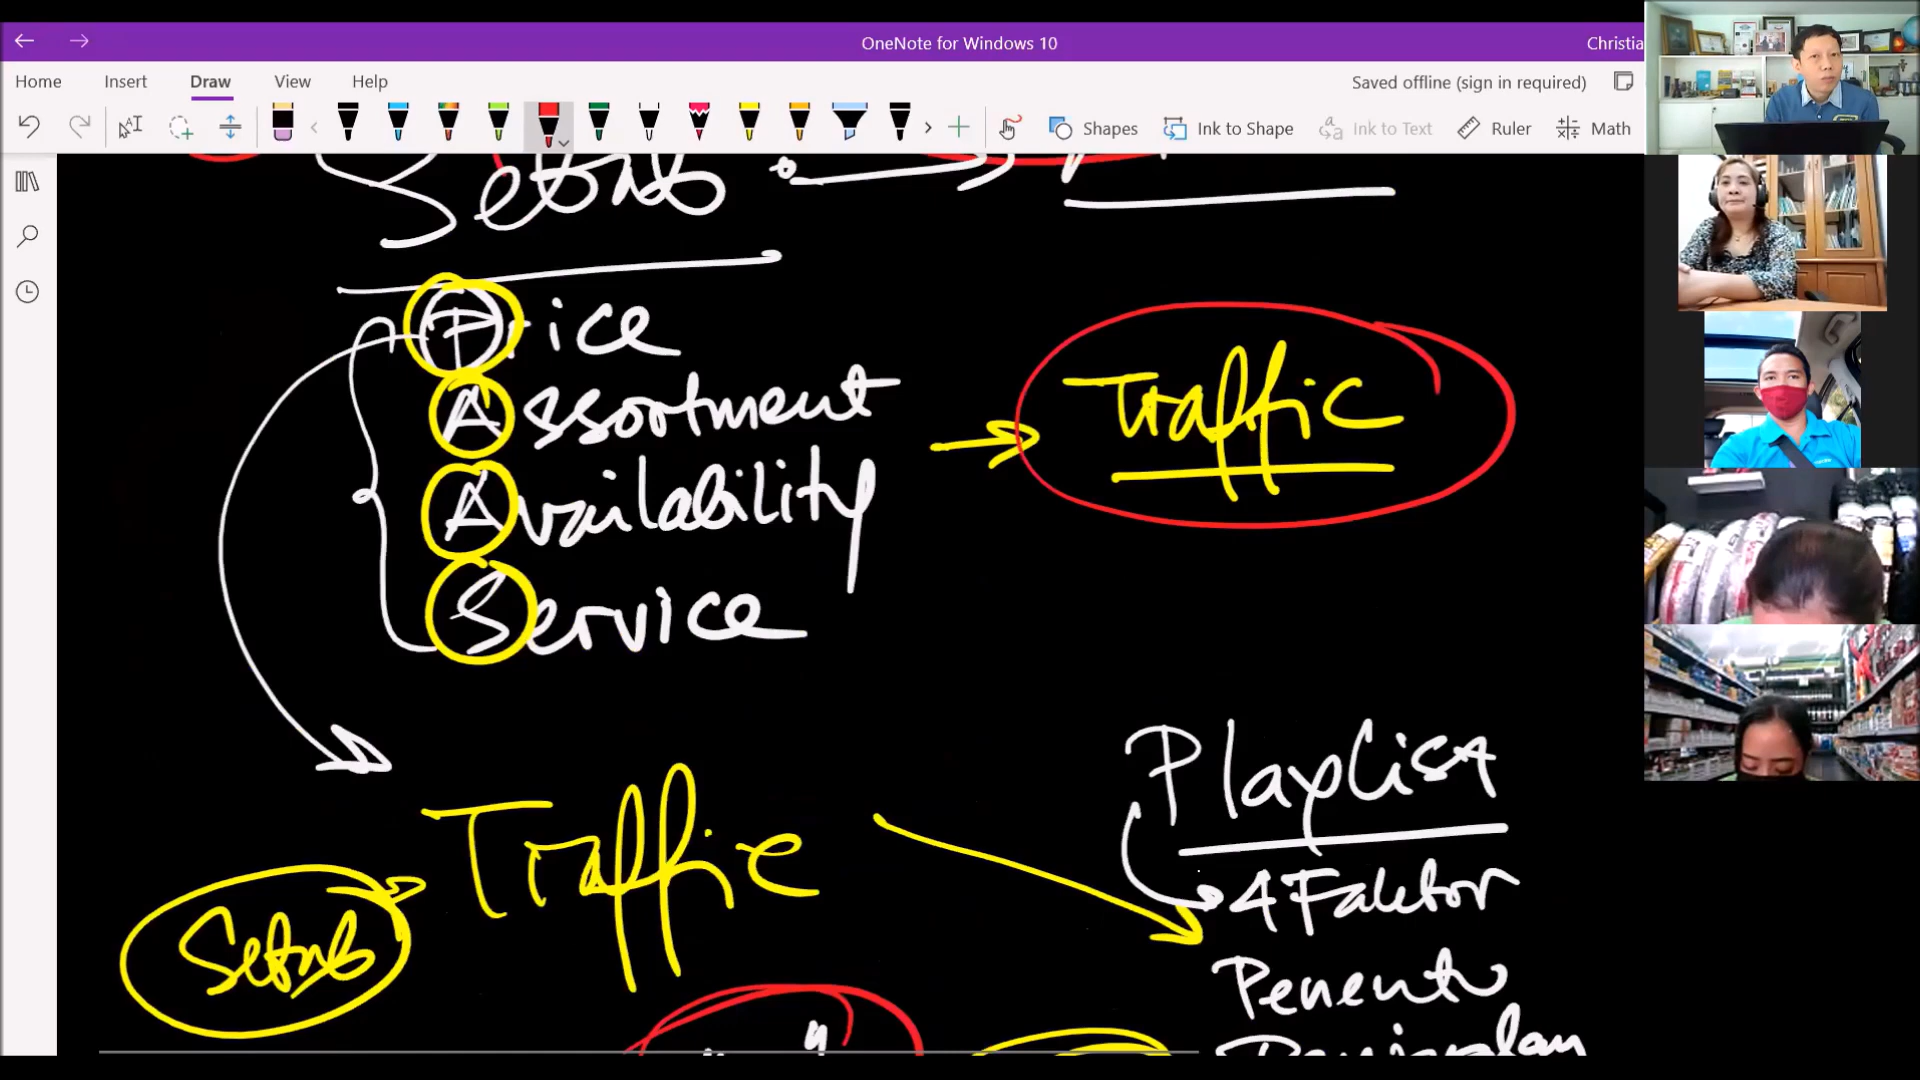 OneNote for Windows 10
Christia
Home Insert Draw View Help
Saved offline (sign in required)
Shapes Ink to Shape Ink to Text Ruler Math
Price
Assortment
Availability
Service
Traffic
Traffic
Playlist
4 Faktor
Penentu